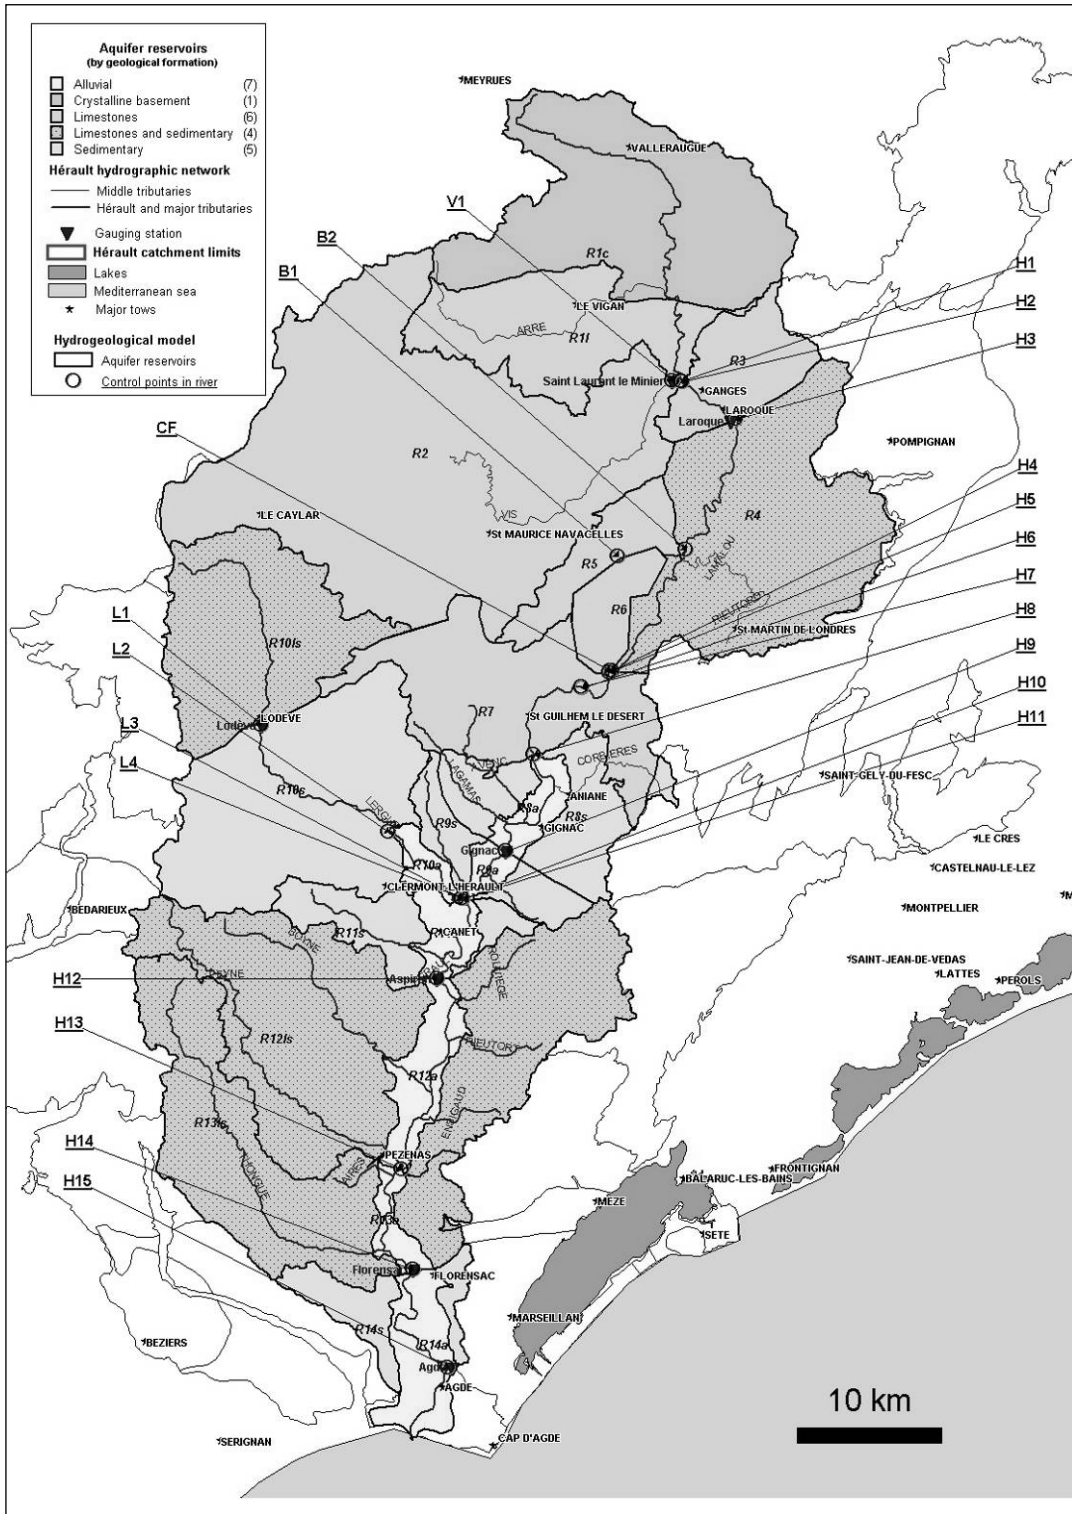 Aquifer reservoirs
(by geological formation)
Alluvial (7)
Crystalline basement (1)
Limestones (6)
Limestones and sedimentary (4)
Sedimentary (5)
Hérault hydrographic network
Middle tributaries
Hérault and major tributaries
Gauging station
Hérault catchment limits
Lakes
Mediterranean sea
Major tows
Hydrogeological model
Aquifer reservoirs
Control points in river
MEYRUES
VALLERAUGUE
V1
B2
B1
R1c
H1
H2
H3
LE VIGAN
ARRE
R1l
R3
Saint Laurent le Minier
GANGES
LAROQUE
Laroque
POMPIGNAN
CF
R2
H4
H5
H6
H7
H8
H9
H10
H11
LE CAYLAR
VIS
St MAURICE NAVACELLES
R4
R5
LAMALOU
R6
RIEUTORD
St MARTIN DE LONDRES
L1
L2
L3
L4
R10ls
Lodève
LODEVE
R7
St GUILHEM LE DESERT
CORBIERES
LAGAMAS
SAINT-GELY-DU-FESC
R10s
ANIANE
R8a
R8s
LERGUE
R9s
GIGNAC
Gignac
LE CRES
R10a
R9a
CASTELNAU-LE-LEZ
CLERMONT-L'HERAULT
BEDARIEUX
MONTPELLIER
M
R11s
CANET
BOYNE
ROUVIEGE
SAINT-JEAN-DE-VEDAS
LATTES
PEROLS
H12
PEYNE
Aspiran
H13
R12ls
RIEUTORT
R12a
ENSIGAUD
R13ls
H14
PEZENAS
FRONTIGNAN
THONGUE
BALARUC-LES-BAINS
H15
MEZE
R13a
SETE
Florensac
FLORENSAC
MARSEILLAN
R14s
R14a
BEZIERS
Agde
AGDE
10 km
SERIGNAN
CAP D'AGDE